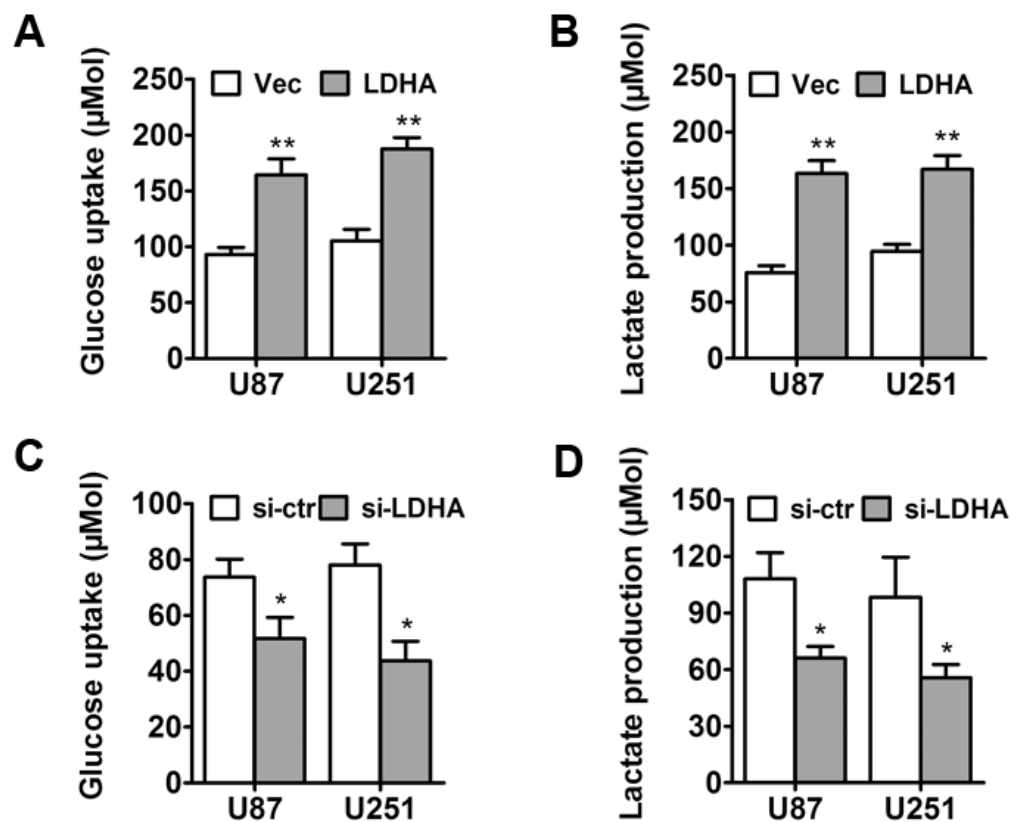 A
Glucose uptake (µMol)
250
200
150
100
50
0
Vec
LDHA
**
**
U87
U251
B
Lactate production (µMol)
250
200
150
100
50
0
Vec
LDHA
**
**
U87
U251
C
Glucose uptake (µMol)
100
80
60
40
20
0
si-ctr
si-LDHA
*
*
U87
U251
D
Lactate production (µMol)
150
120
90
60
30
0
si-ctr
si-LDHA
*
*
U87
U251